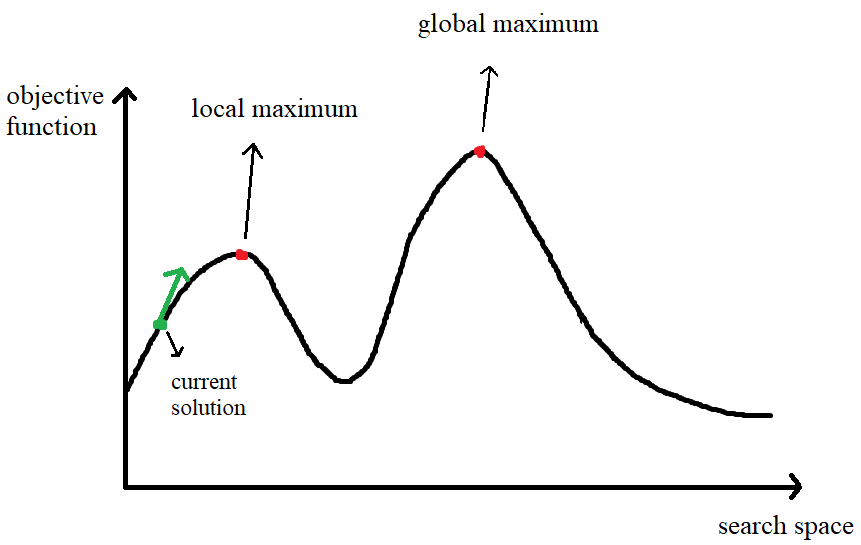 global maximum
objective
function
local maximum
current
solution
search space